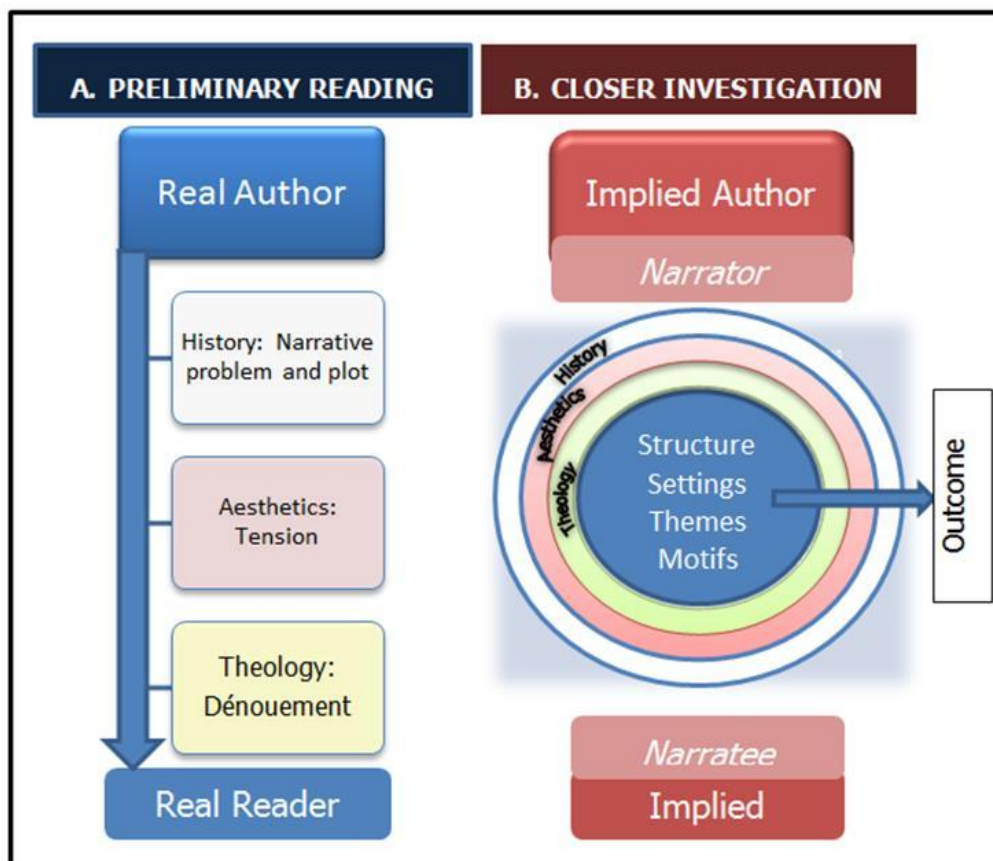 A. PRELIMINARY READING
Real Author
History: Narrative
problem and plot
Aesthetics:
Tension
Theology:
Dénouement
Real Reader
B. CLOSER INVESTIGATION
Implied Author
Narrator
History
Aesthetics
Theology
Structure
Settings
Themes
Motifs
Outcome
Narratee
Implied